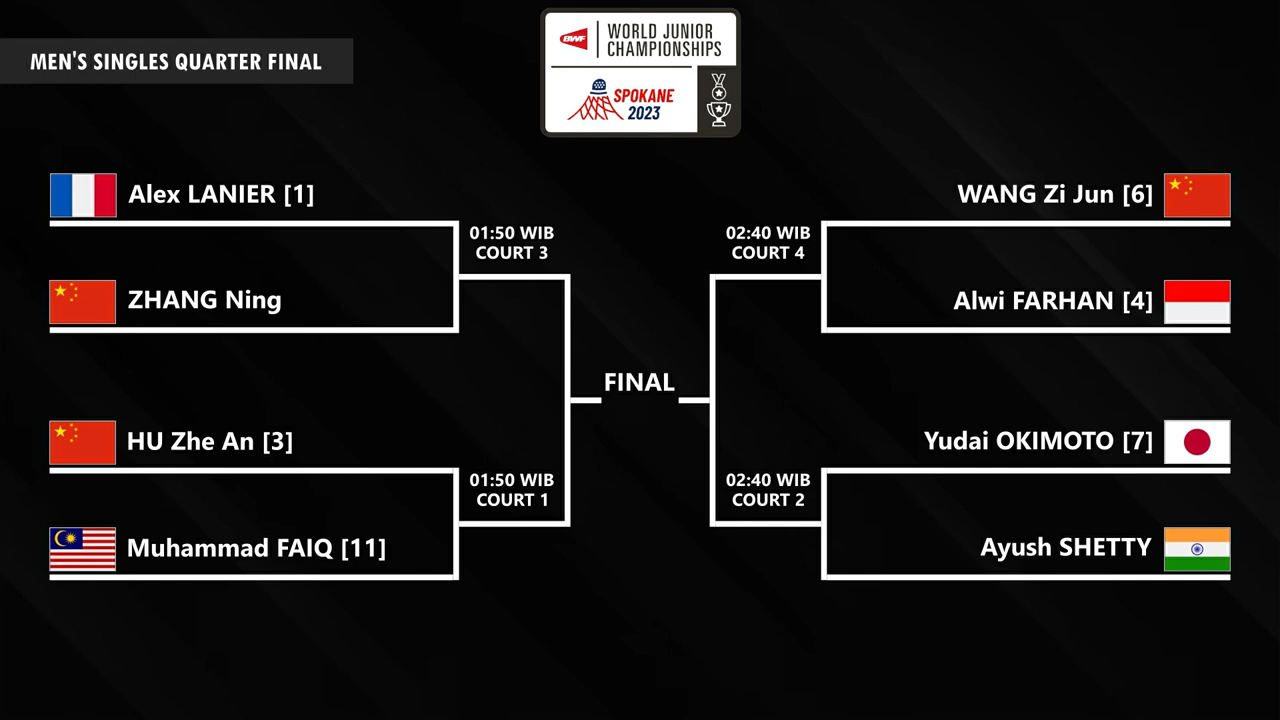 MEN'S SINGLES QUARTER FINAL
BWF
WORLD JUNIOR
CHAMPIONSHIPS
SPOKANE
2023
Alex LANIER [1]
ZHANG Ning
01:50 WIB
COURT 3
HU Zhe An [3]
Muhammad FAIQ [11]
01:50 WIB
COURT 1
FINAL
WANG Zi Jun [6]
Alwi FARHAN [4]
02:40 WIB
COURT 4
Yudai OKIMOTO [7]
Ayush SHETTY
02:40 WIB
COURT 2